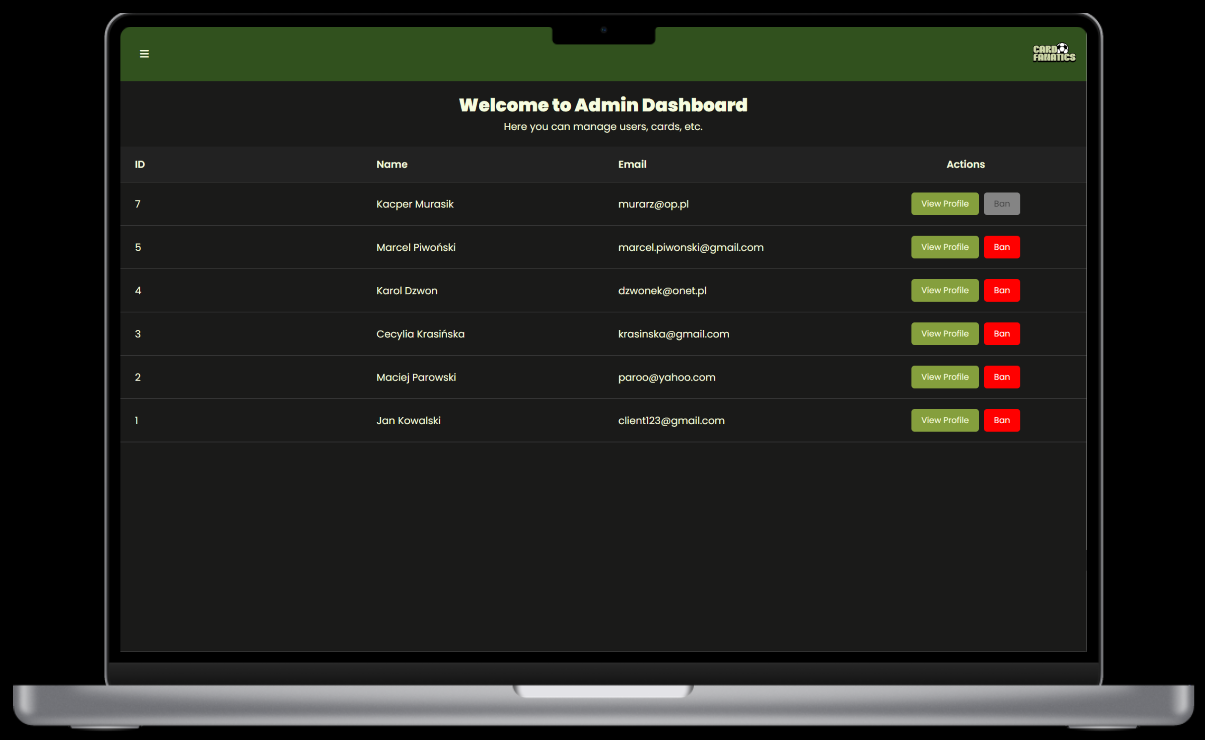 CARD
FANATICS
Welcome to Admin Dashboard
Here you can manage users, cards, etc.
ID Name Email Actions
7 Kacper Murasik murarz@op.pl View Profile Ban
5 Marcel Piwoński marcel.piwonski@gmail.com View Profile Ban
4 Karol Dzwon dzwonek@onet.pl View Profile Ban
3 Cecylia Krasińska krasinska@gmail.com View Profile Ban
2 Maciej Parowski paroo@yahoo.com View Profile Ban
1 Jan Kowalski client123@gmail.com View Profile Ban